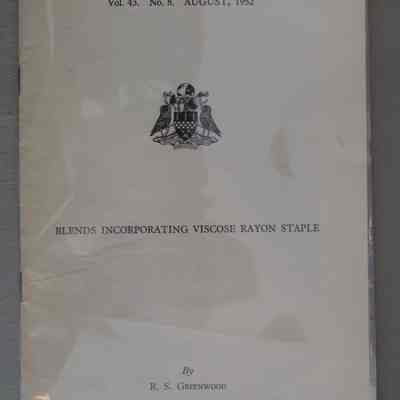 Vol. 43. No. 8. AUGUST, 1952
BLENDS INCORPORATING VISCOSE RAYON STAPLE
By
R. S. Greenwood